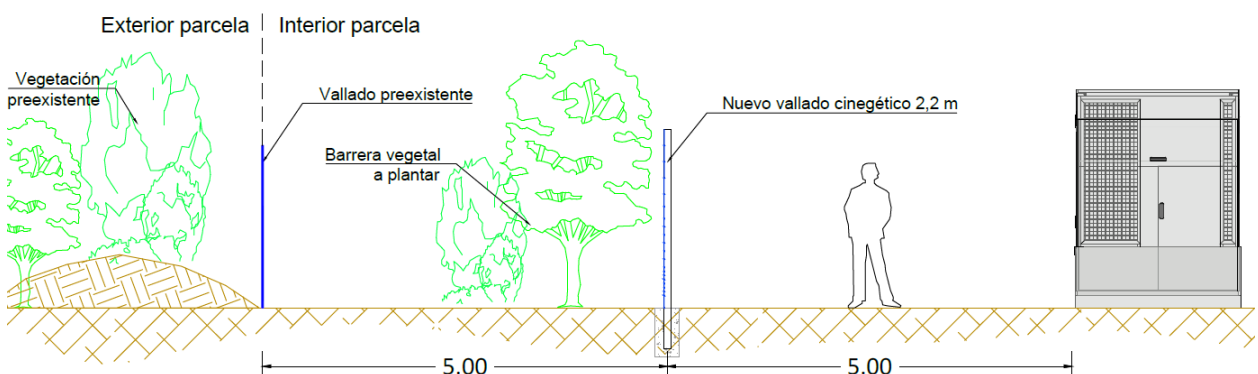 Exterior parcela
Interior parcela
Vegetación
preexistente
Vallado preexistente
Barrera vegetal
a plantar
Nuevo vallado cinegético 2,2 m
5.00
5.00